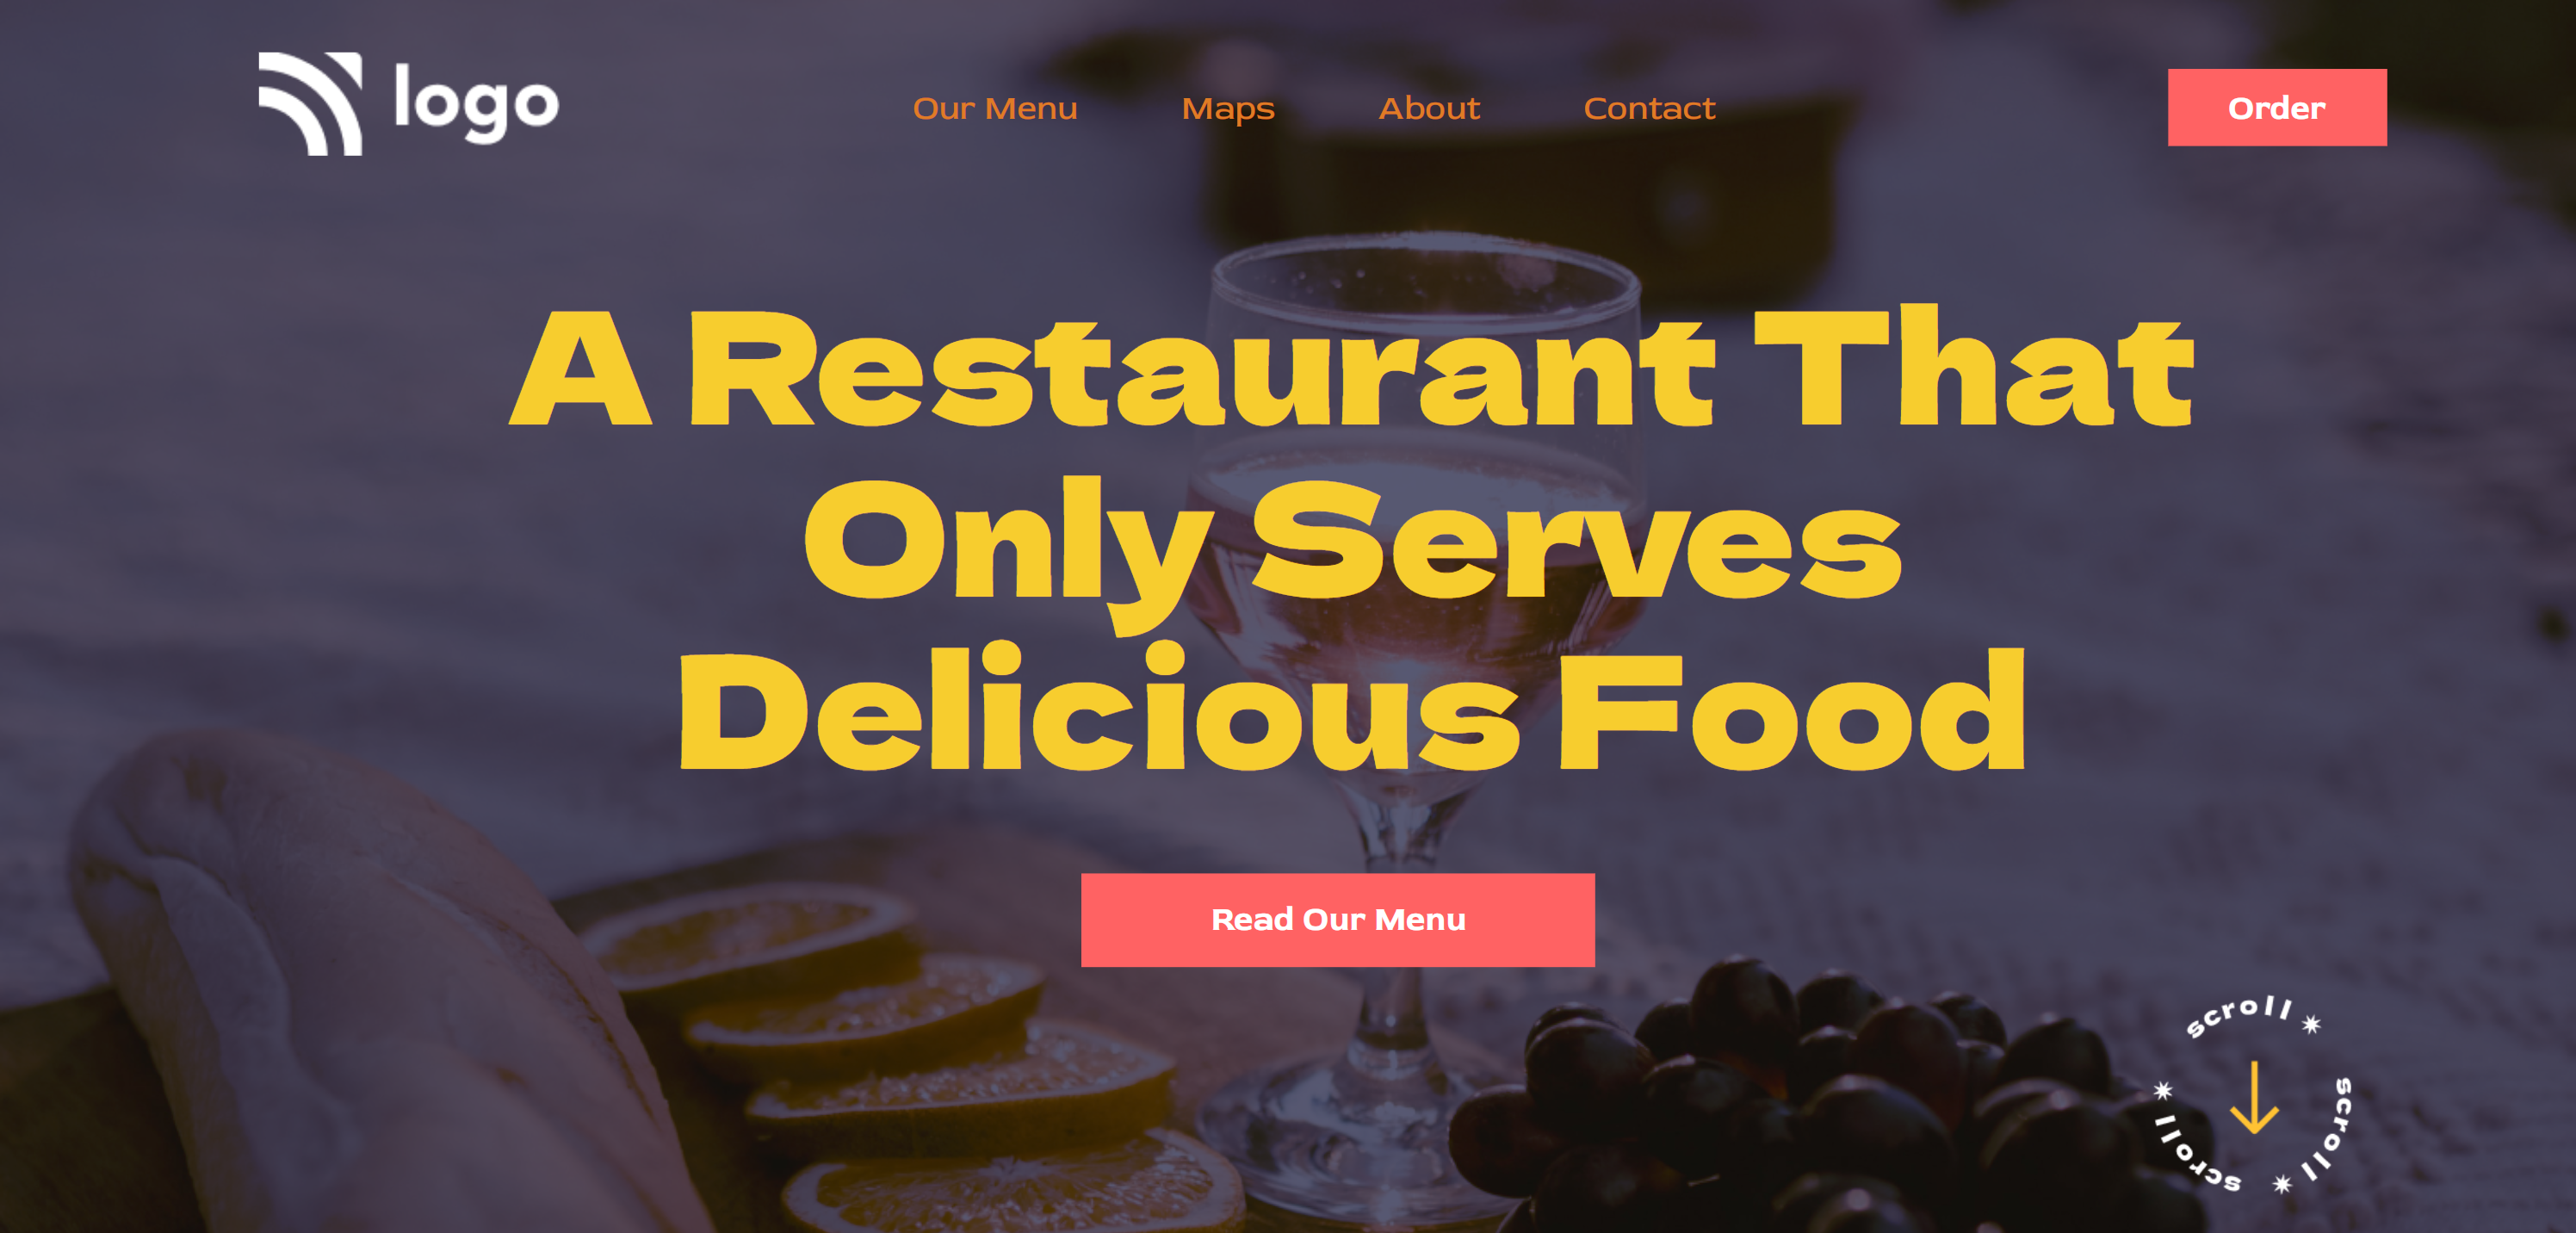 logo
Our Menu
Maps
About
Contact
Order
A Restaurant That
Only Serves
Delicious Food
Read Our Menu
scroll ✷ scroll ✷ scroll ✷